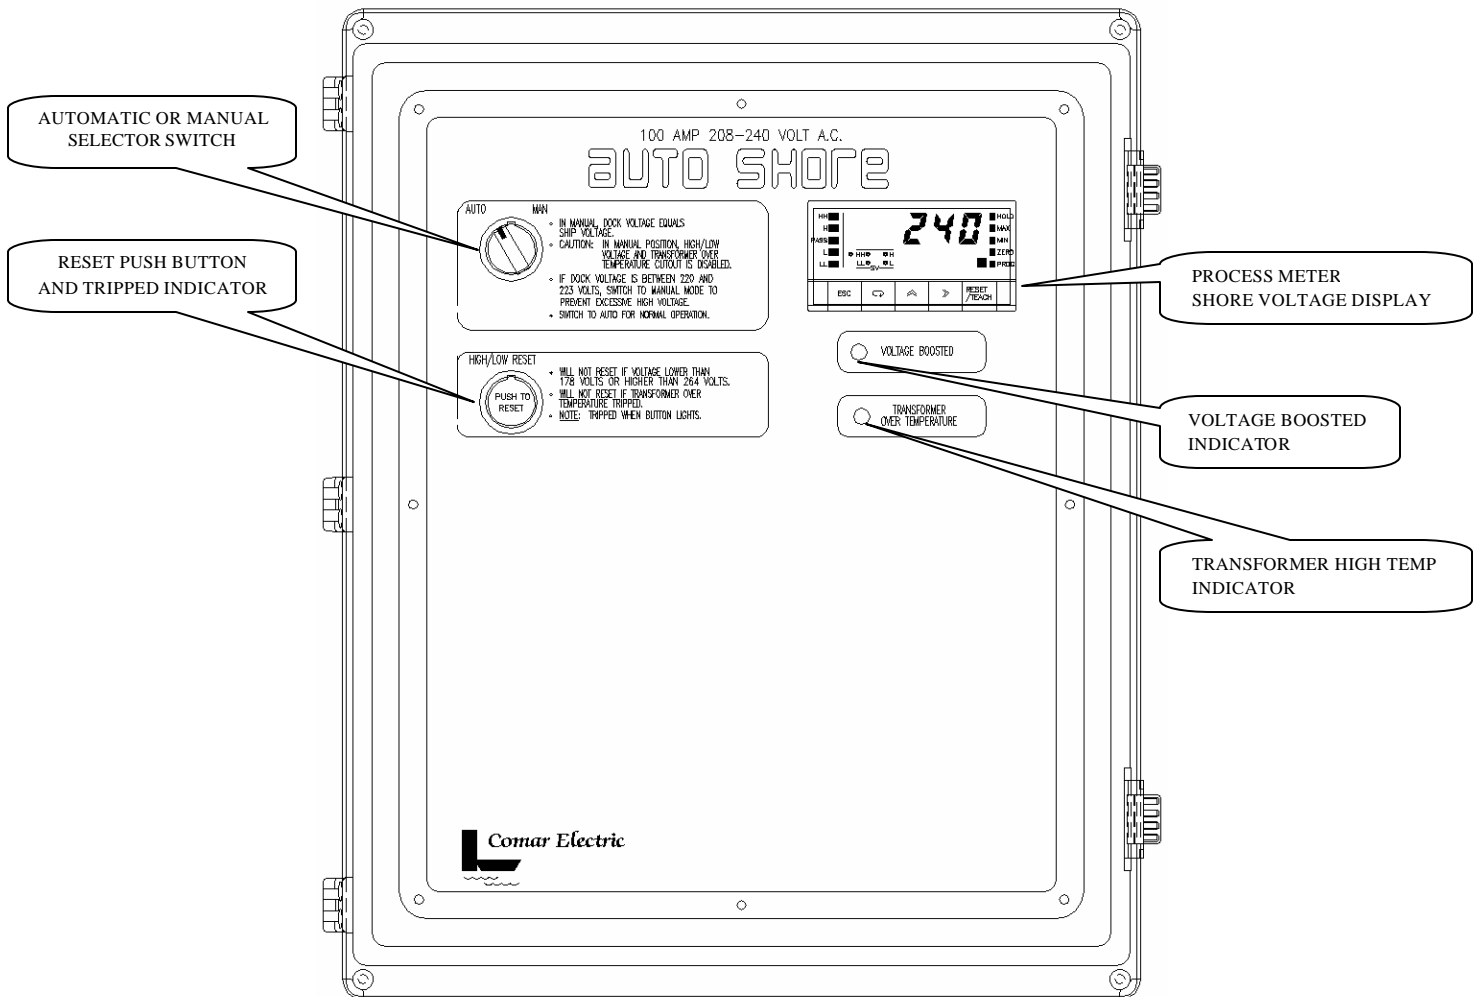 100 AMP 208-240 VOLT A.C.
AUTO SHORE
AUTOMATIC OR MANUAL
SELECTOR SWITCH
AUTO MAN
◦ IN MANUAL, DOCK VOLTAGE EQUALS
SHIP VOLTAGE.
◦ CAUTION: IN MANUAL POSITION, HIGH/LOW
VOLTAGE AND TRANSFORMER OVER
TEMPERATURE CUTOUT IS DISABLED.
◦ IF DOCK VOLTAGE IS BETWEEN 220 AND
223 VOLTS, SWITCH TO MANUAL MODE TO
PREVENT EXCESSIVE HIGH VOLTAGE.
◦ SWITCH TO AUTO FOR NORMAL OPERATION.
RESET PUSH BUTTON
AND TRIPPED INDICATOR
HIGH/LOW RESET
PUSH TO
RESET
◦ WILL NOT RESET IF VOLTAGE LOWER THAN
178 VOLTS OR HIGHER THAN 264 VOLTS.
◦ WILL NOT RESET IF TRANSFORMER OVER
TEMPERATURE TRIPPED.
◦ NOTE: TRIPPED WHEN BUTTON LIGHTS.
240
HH
H
PASS
L
LL
HH H
LL L
SV
HOLD
MAX
MIN
ZERO
PROG
ESC
RESET
/TEACH
PROCESS METER
SHORE VOLTAGE DISPLAY
VOLTAGE BOOSTED
VOLTAGE BOOSTED
INDICATOR
TRANSFORMER
OVER TEMPERATURE
TRANSFORMER HIGH TEMP
INDICATOR
Comar Electric